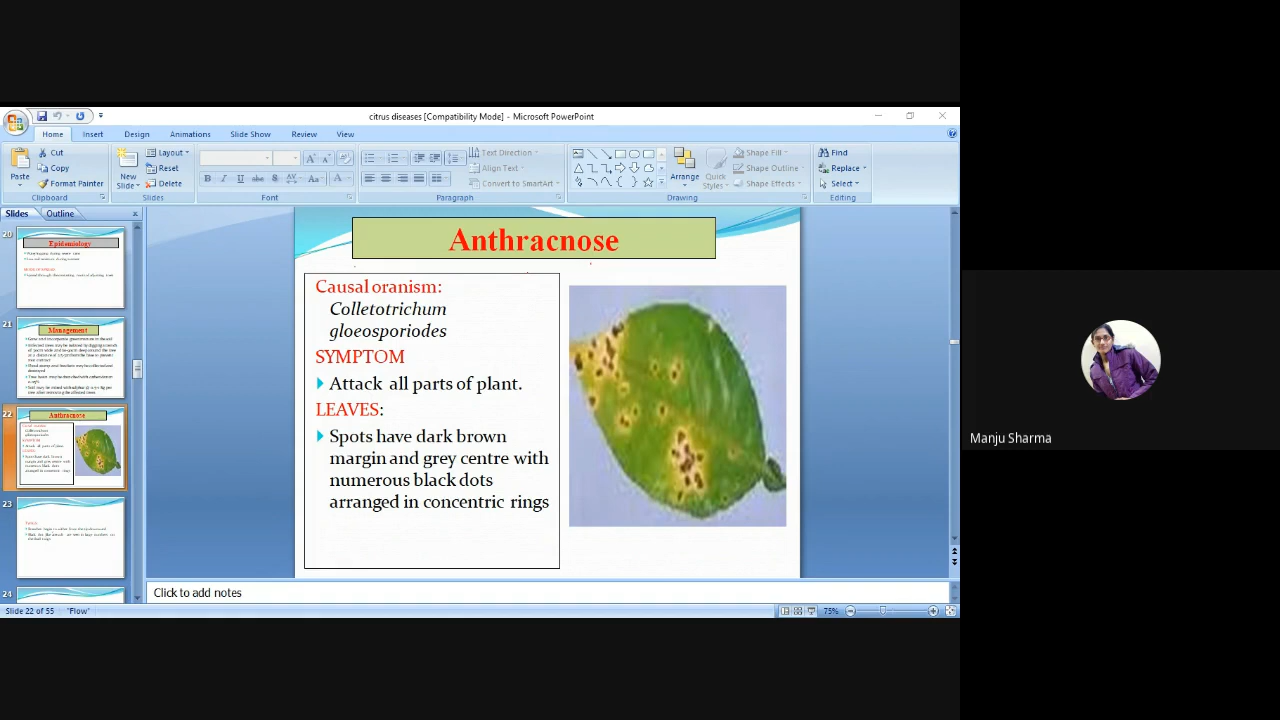 citrus diseases [Compatibility Mode] - Microsoft PowerPoint
Home Insert Design Animations Slide Show Review View
Cut
Copy
Format Painter
Paste
Clipboard
New Slide
Layout
Reset
Delete
Slides
Font
Text Direction
Align Text
Convert to SmartArt
Paragraph
Arrange
Quick Styles
Shape Fill
Shape Outline
Shape Effects
Drawing
Find
Replace
Select
Editing
Slides Outline
20
Epidemiology
21
Management
22
Anthracnose
23
24
Anthracnose
Causal oranism:
Colletotrichum
gloeosporiodes
SYMPTOM
Attack all parts of plant.
LEAVES:
Spots have dark brown
margin and grey centre with
numerous black dots
arranged in concentric rings
Click to add notes
Slide 22 of 55 "Flow" 75%
Manju Sharma